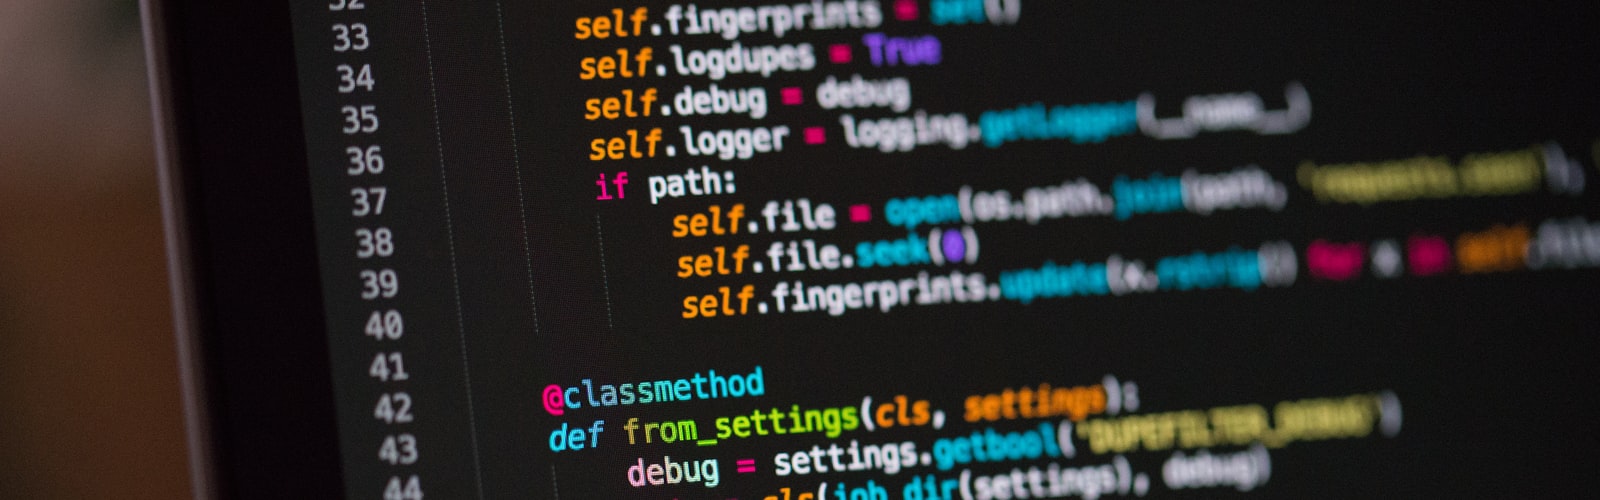 32 self.fingerprints = set()
33 self.logdupes = True
34 self.debug = debug
35 self.logger = logging.getLogger(__name__)
36 if path:
37 self.file = open(os.path.join(path, 'requests.seen'),
38 self.file.seek(0)
39 self.fingerprints.update(x.rstrip() for x in self.file
40
41 @classmethod
42 def from_settings(cls, settings):
43 debug = settings.getbool('DUPEFILTER_DEBUG')
44 cls(job_dir(settings), debug)